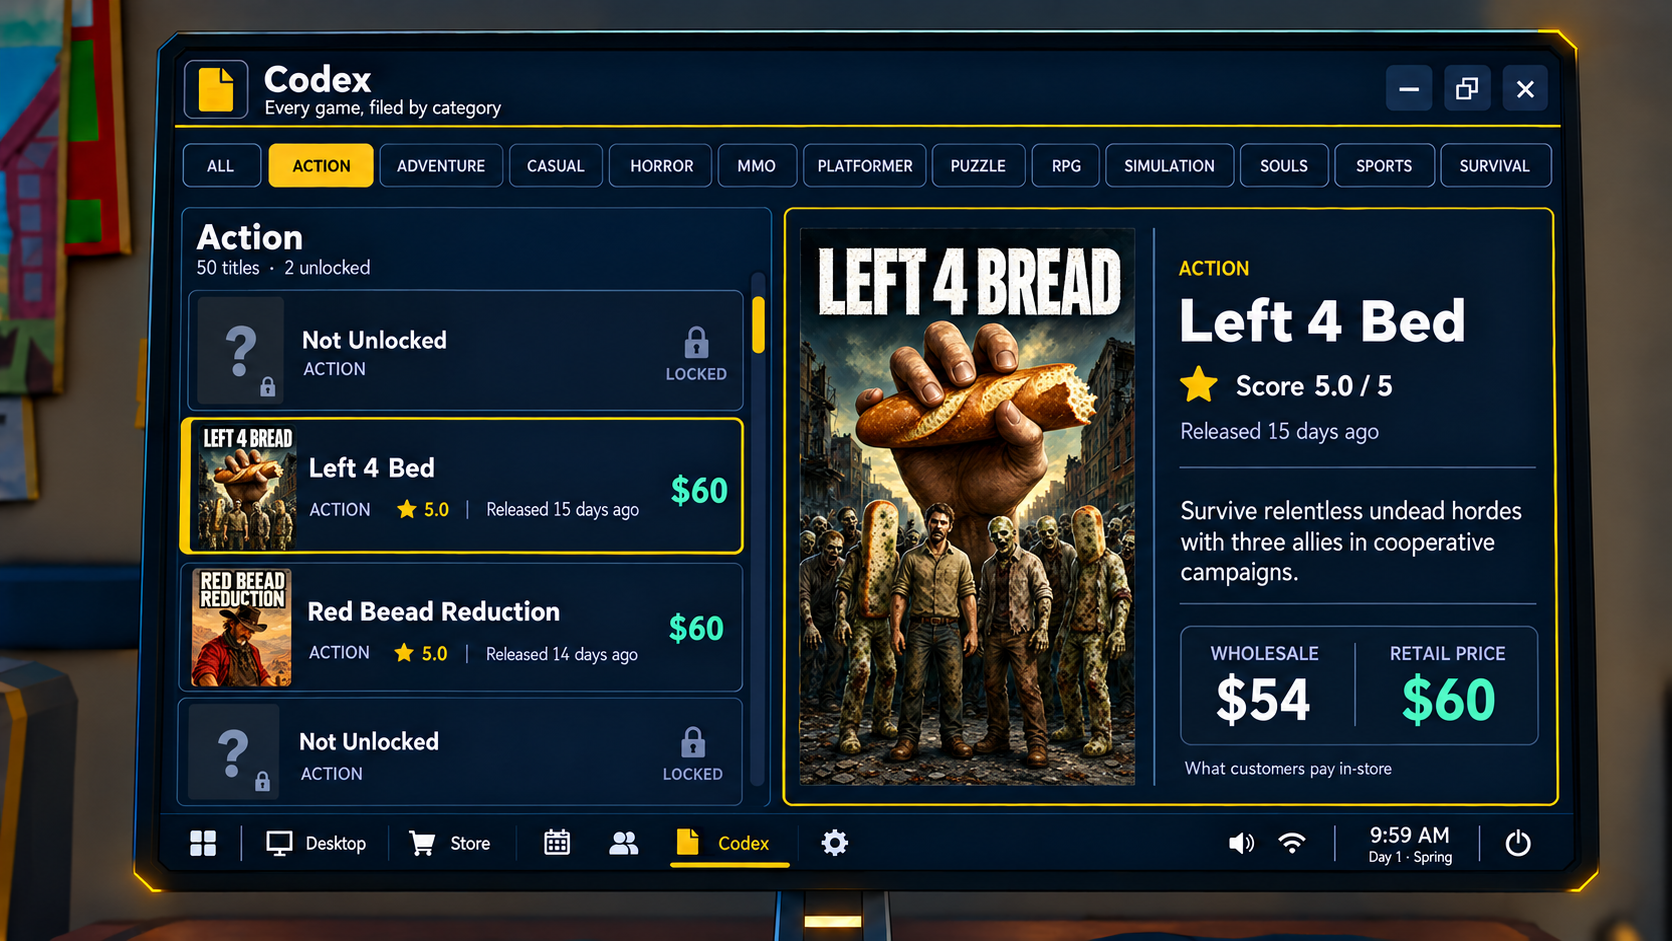 Codex
Every game, filed by category
ALL
ACTION
ADVENTURE
CASUAL
HORROR
MMO
PLATFORMER
PUZZLE
RPG
SIMULATION
SOULS
SPORTS
SURVIVAL
Action
50 titles · 2 unlocked
?
Not Unlocked
ACTION
LOCKED
LEFT 4 BREAD
Left 4 Bed
ACTION
5.0
Released 15 days ago
$60
RED BEEAD
REDUCTION
Red Beead Reduction
ACTION
5.0
Released 14 days ago
$60
?
Not Unlocked
ACTION
LOCKED
LEFT 4 BREAD
ACTION
Left 4 Bed
Score 5.0 / 5
Released 15 days ago
Survive relentless undead hordes
with three allies in cooperative
campaigns.
WHOLESALE
$54
RETAIL PRICE
$60
What customers pay in-store
Desktop
Store
Codex
9:59 AM
Day 1 · Spring